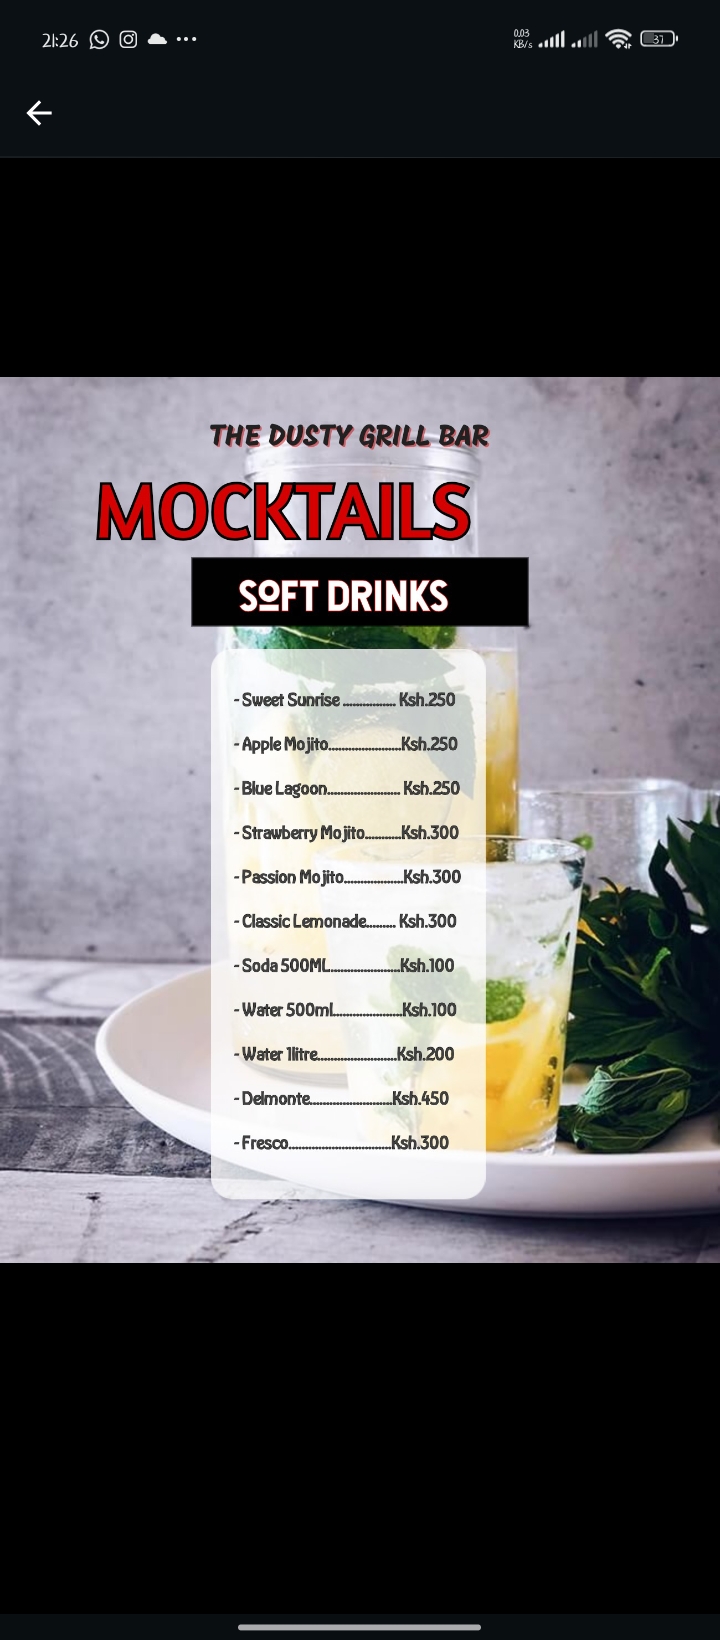 21:26
0.03
KB/s
37
THE DUSTY GRILL BAR
MOCKTAILS
SOFT DRINKS
- Sweet Sunrise ................ Ksh.250
- Apple Mojito......................Ksh.250
- Blue Lagoon...................... Ksh.250
- Strawberry Mojito...........Ksh.300
- Passion Mojito..................Ksh.300
- Classic Lemonade......... Ksh.300
- Soda 500ML.....................Ksh.100
- Water 500ml.....................Ksh.100
- Water 1litre........................Ksh.200
- Delmonte.........................Ksh.450
- Fresco...............................Ksh.300